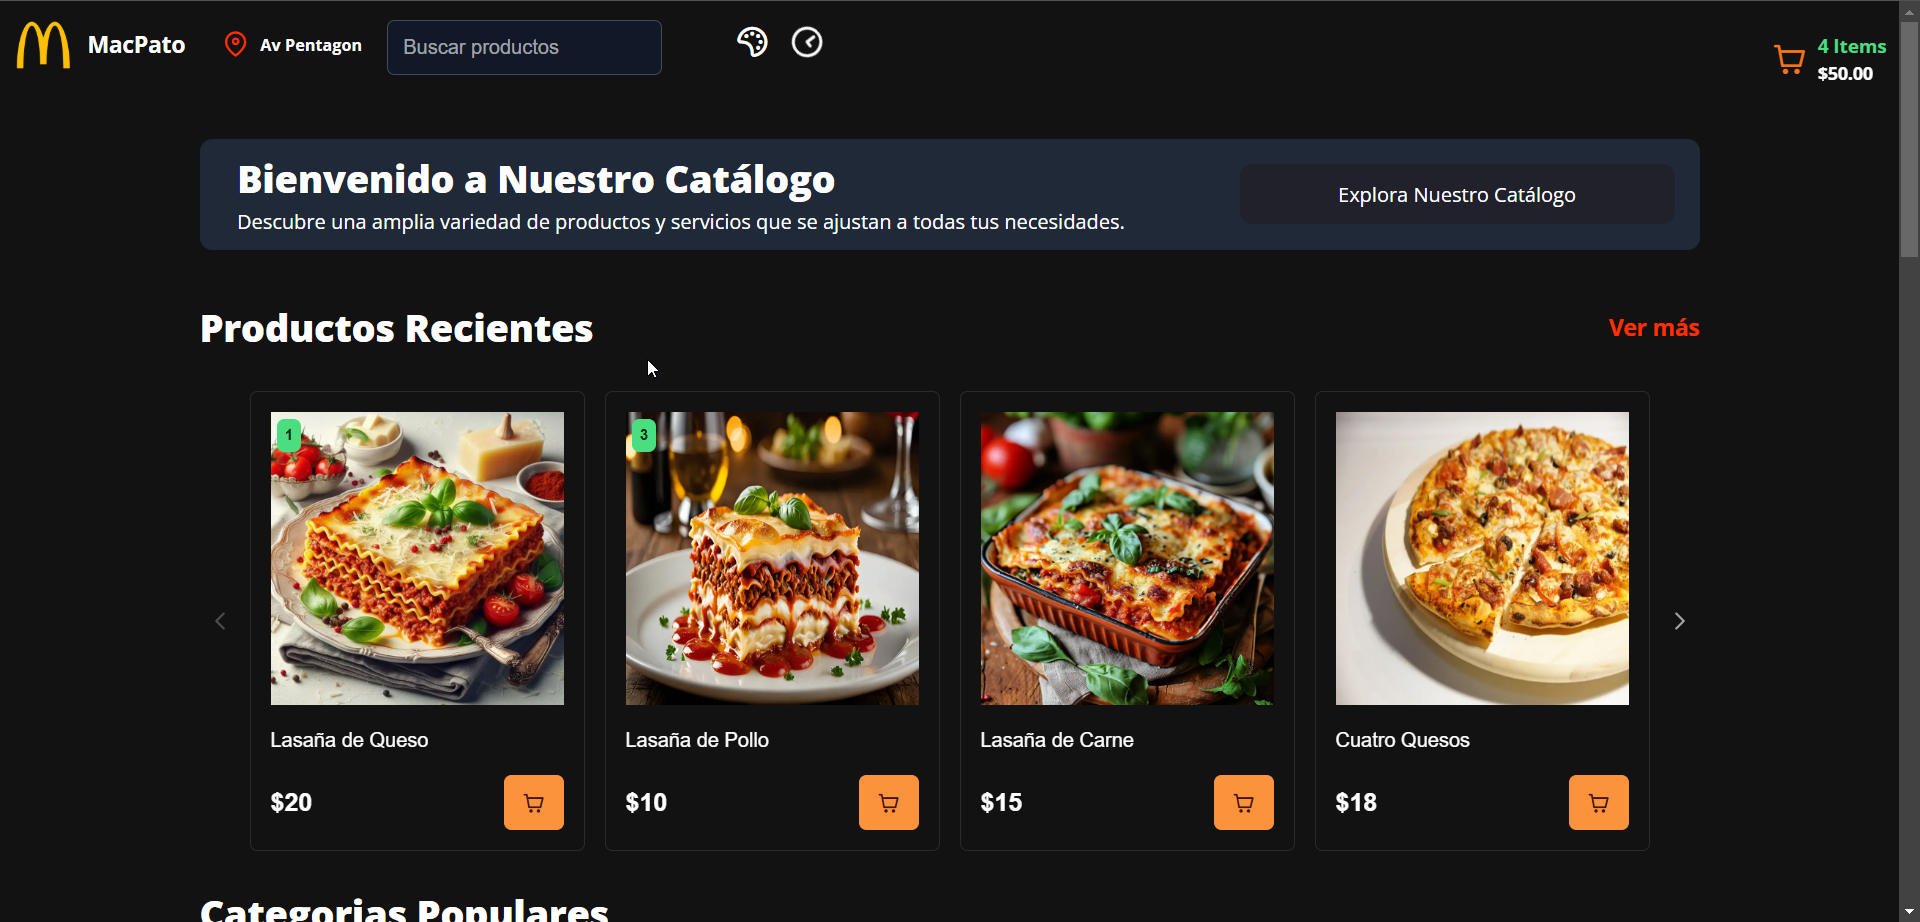 MacPato
Av Pentagon
Buscar productos
4 Items
$50.00
Bienvenido a Nuestro Catálogo
Descubre una amplia variedad de productos y servicios que se ajustan a todas tus necesidades.
Explora Nuestro Catálogo
Productos Recientes
Ver más
1
3
Lasaña de Queso
Lasaña de Pollo
Lasaña de Carne
Cuatro Quesos
$20
$10
$15
$18
Categorias Populares